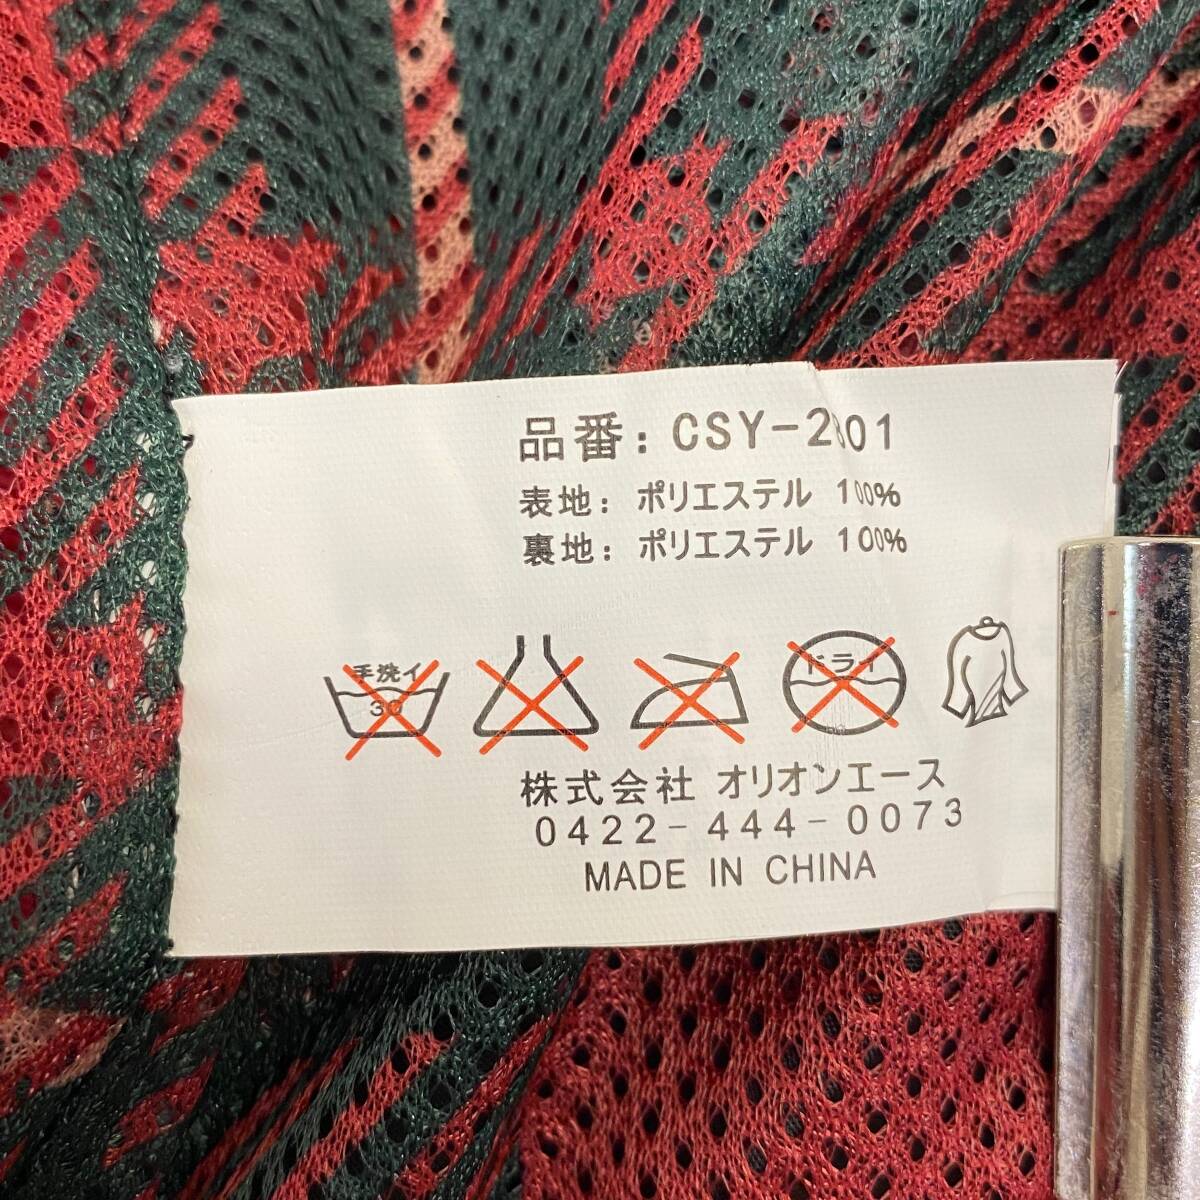 品番: CSY-2801
表地: ポリエステル 100%
裏地: ポリエステル 100%
手洗イ
30
ドライ
株式会社 オリオンエース
0422-444-0073
MADE IN CHINA